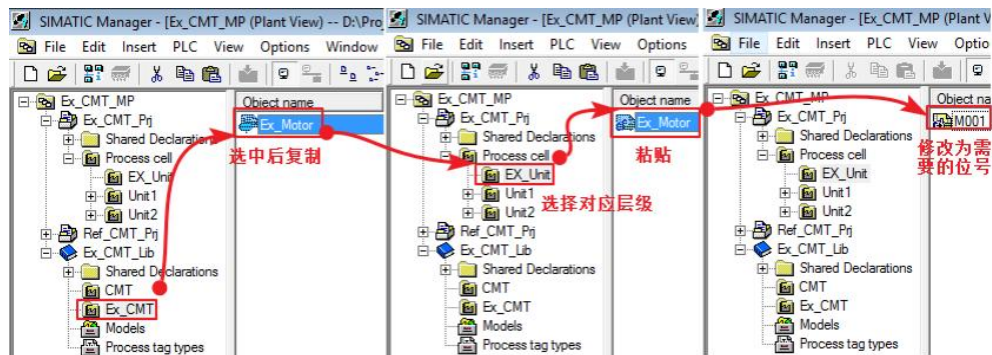 SIMATIC Manager - [Ex_CMT_MP (Plant View) -- D:\Pro
File Edit Insert PLC View Options Window
Ex_CMT_MP
Ex_CMT_Prj
Shared Declarations
Process cell
EX_Unit
Unit1
Unit2
Ref_CMT_Prj
Ex_CMT_Lib
Shared Declarations
CMT
Ex_CMT
Models
Process tag types
Object name
Ex_Motor
选中后复制
SIMATIC Manager - [Ex_CMT_MP (Plant View)
File Edit Insert PLC View Options
Ex_CMT_MP
Ex_CMT_Prj
Shared Declarations
Process cell
EX_Unit
Unit1
Unit2
选择对应层级
Ref_CMT_Prj
Ex_CMT_Lib
Shared Declarations
CMT
Ex_CMT
Models
Process tag types
Object name
Ex_Motor
粘贴
SIMATIC Manager - [Ex_CMT_MP (Plant V
File Edit Insert PLC View Optio
Ex_CMT_MP
Ex_CMT_Prj
Shared Declarations
Process cell
EX_Unit
Unit1
Unit2
Ref_CMT_Prj
Ex_CMT_Lib
Shared Declarations
CMT
Ex_CMT
Models
Process tag types
Object na
M001
修改为需
要的位号